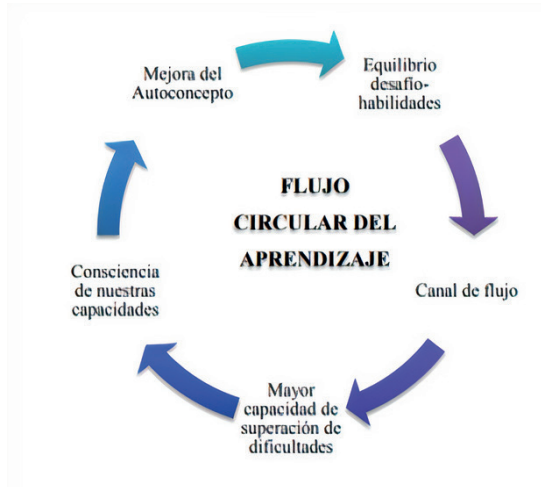 Mejora del
Autoconcepto
Equilibrio
desafío-
habilidades
FLUJO
CIRCULAR DEL
APRENDIZAJE
Canal de flujo
Mayor
capacidad de
superación de
dificultades
Consciencia
de nuestras
capacidades